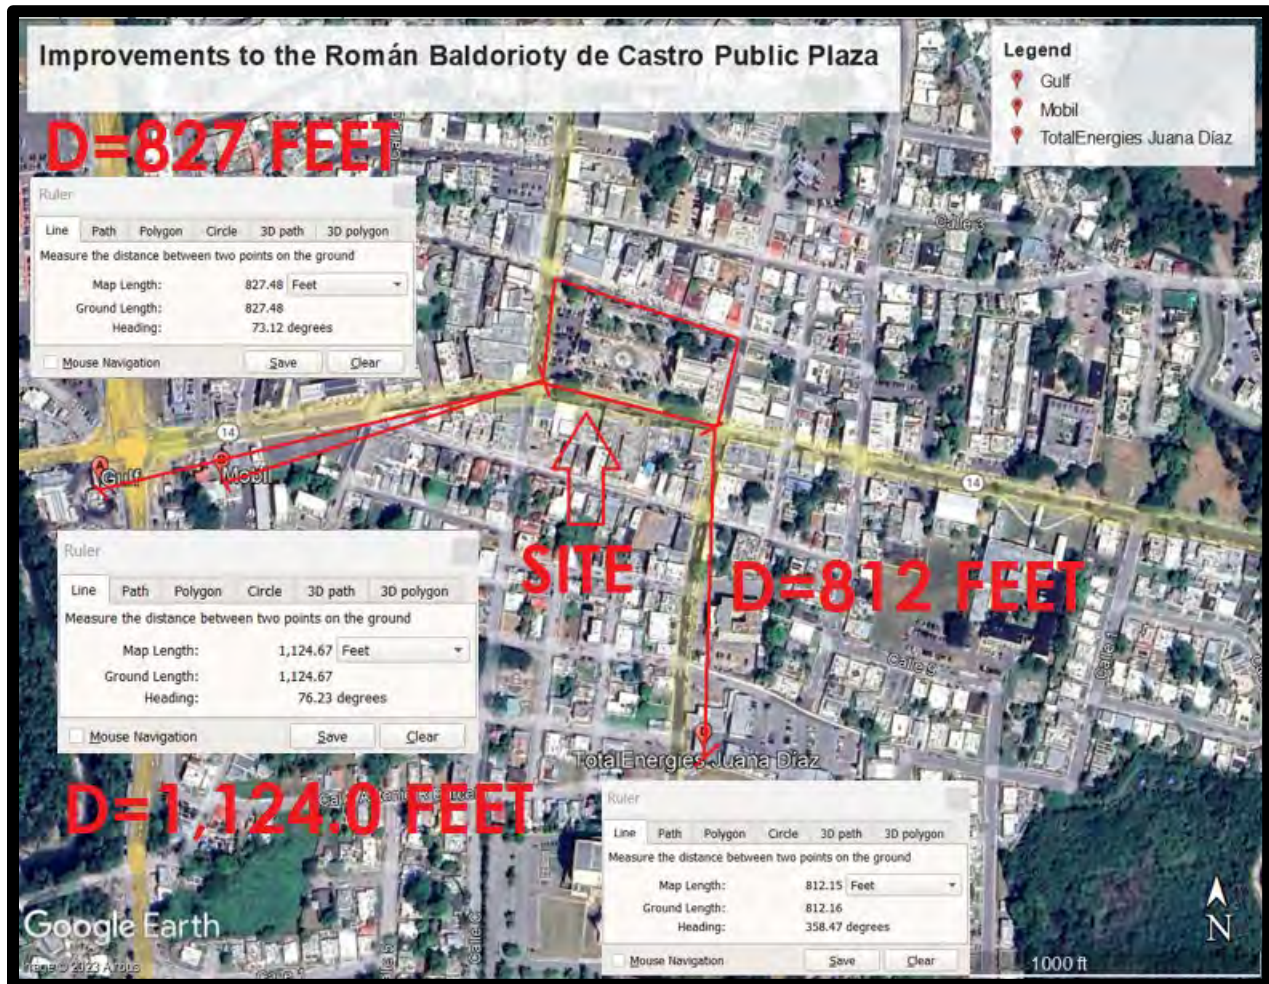 Improvements to the Román Baldorioty de Castro Public Plaza
Legend
Gulf
Mobil
TotalEnergies Juana Díaz
D=827 FEET
Ruler
Line Path Polygon Circle 3D path 3D polygon
Measure the distance between two points on the ground
Map Length: 827.48 Feet
Ground Length: 827.48
Heading: 73.12 degrees
Mouse Navigation Save Clear
Calle 3
14
Gulf
Mobil
14
SITE
D=812 FEET
Ruler
Line Path Polygon Circle 3D path 3D polygon
Measure the distance between two points on the ground
Map Length: 1,124.67 Feet
Ground Length: 1,124.67
Heading: 76.23 degrees
Mouse Navigation Save Clear
Calle 9
TotalEnergies Juana Díaz
D=1,124.0 FEET
Ruler
Line Path Polygon Circle 3D path 3D polygon
Measure the distance between two points on the ground
Map Length: 812.15 Feet
Ground Length: 812.16
Heading: 358.47 degrees
Mouse Navigation Save Clear
Google Earth
© 2023 Airbus
N
1000 ft